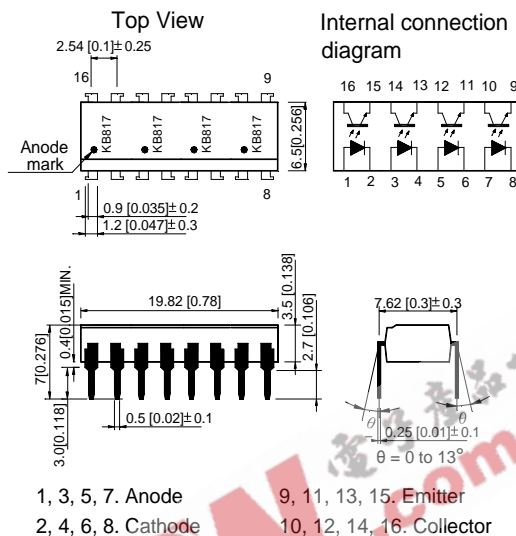 Top View
Internal connection
diagram
2.54 [0.1]± 0.25
16
9
KB817
KB817
KB817
KB817
Anode
mark
6.5[0.256]
1
8
0.9 [0.035]± 0.2
1.2 [0.047]± 0.3
16 15 14 13 12 11 10 9
1 2 3 4 5 6 7 8
19.82 [0.78]
3.5 [0.138]
2.7 [0.106]
0.4[0.015]MIN.
7[0.276]
3.0[0.118]
0.5 [0.02]± 0.1
7.62 [0.3]± 0.3
θ
θ
0.25 [0.01]± 0.1
θ = 0 to 13°
1, 3, 5, 7. Anode
9, 11, 13, 15. Emitter
2, 4, 6, 8. Cathode
10, 12, 14, 16. Collector
.com